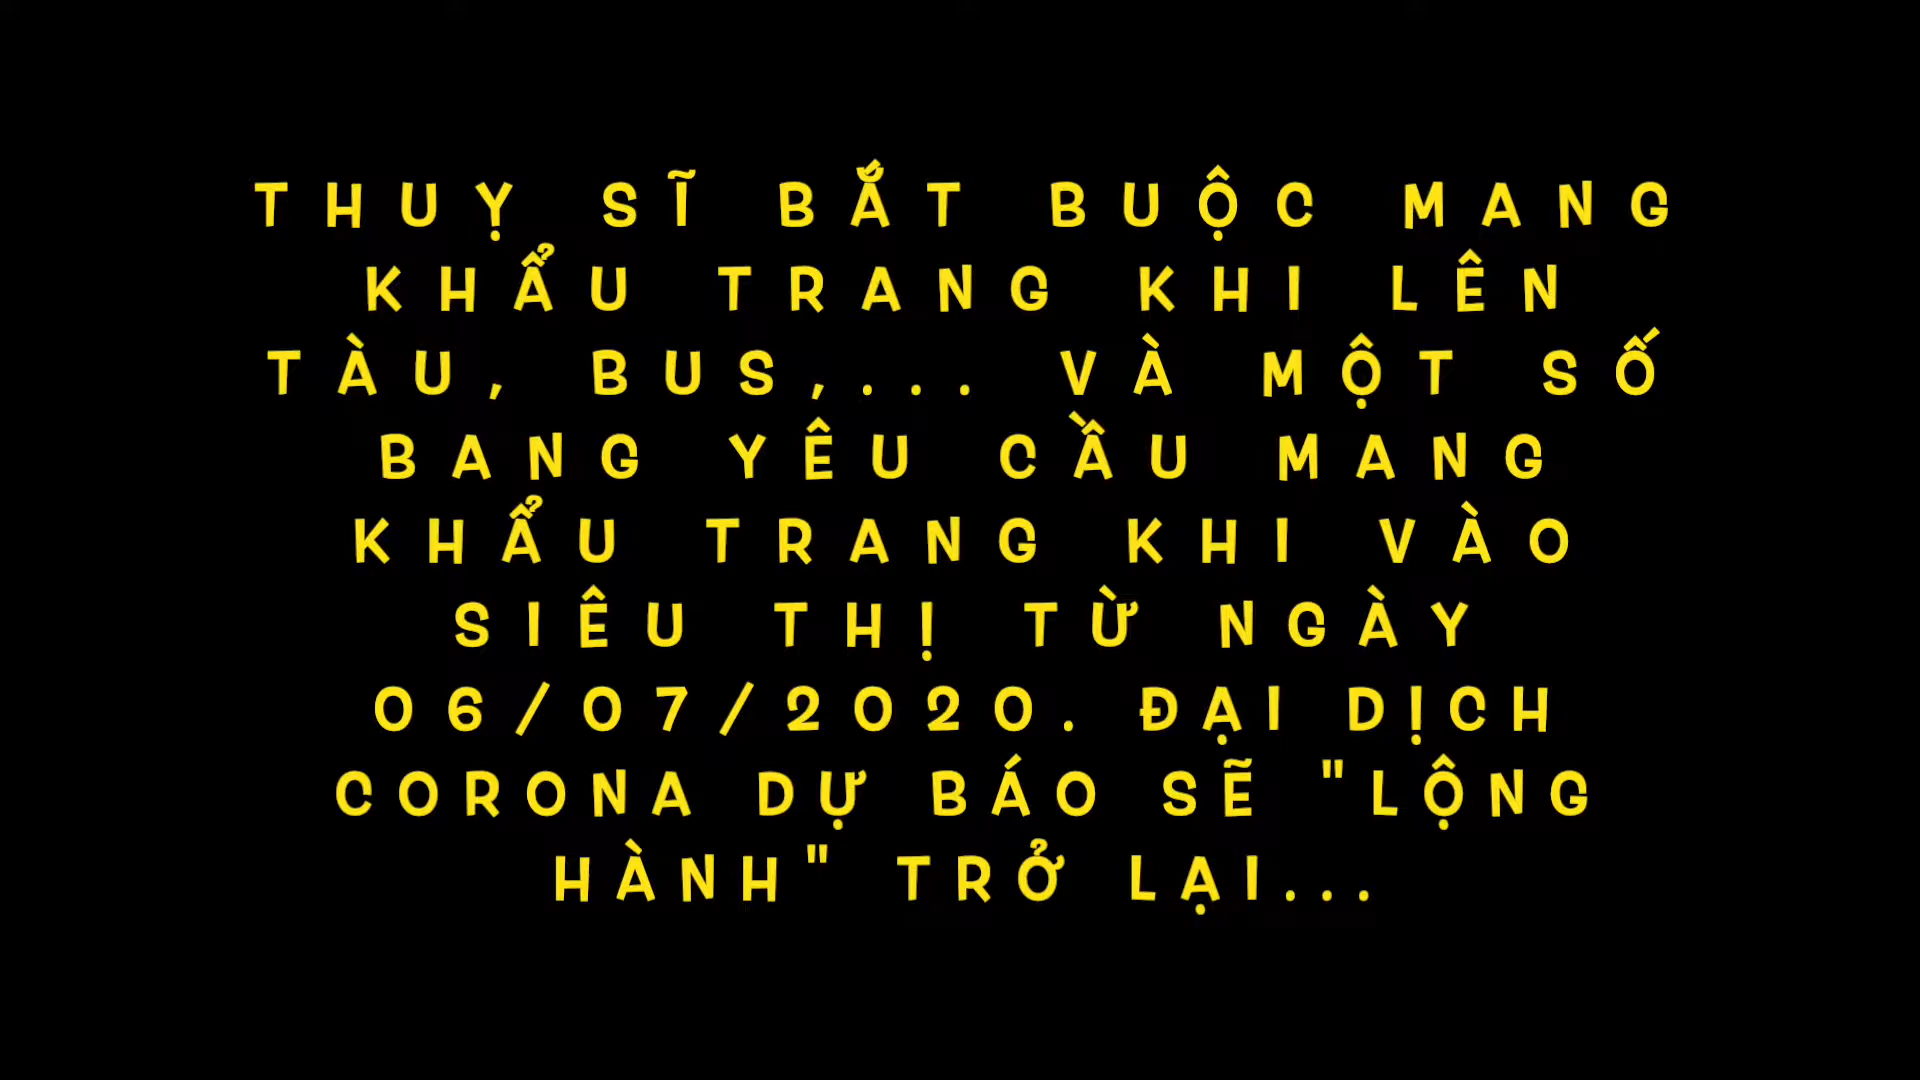 THUỴ SĨ BẮT BUỘC MANG
KHẨU TRANG KHI LÊN
TÀU, BUS,... VÀ MỘT SỐ
BANG YÊU CẦU MANG
KHẨU TRANG KHI VÀO
SIÊU THỊ TỪ NGÀY
06/07/2020. ĐẠI DỊCH
CORONA DỰ BÁO SẼ "LỘNG
HÀNH" TRỞ LẠI...